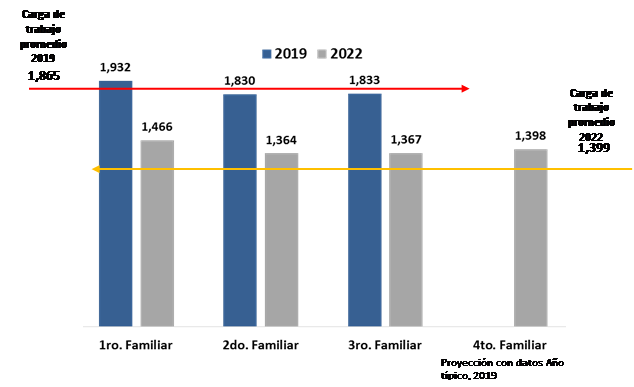 Carga de
trabajo
promedio
2019
1,865
2019 2022
1,932
1,830
1,833
1,466
1,364
1,367
1,398
Carga de
trabajo
promedio
2022
1,399
1ro. Familiar
2do. Familiar
3ro. Familiar
4to. Familiar
Proyección con datos Año
típico, 2019